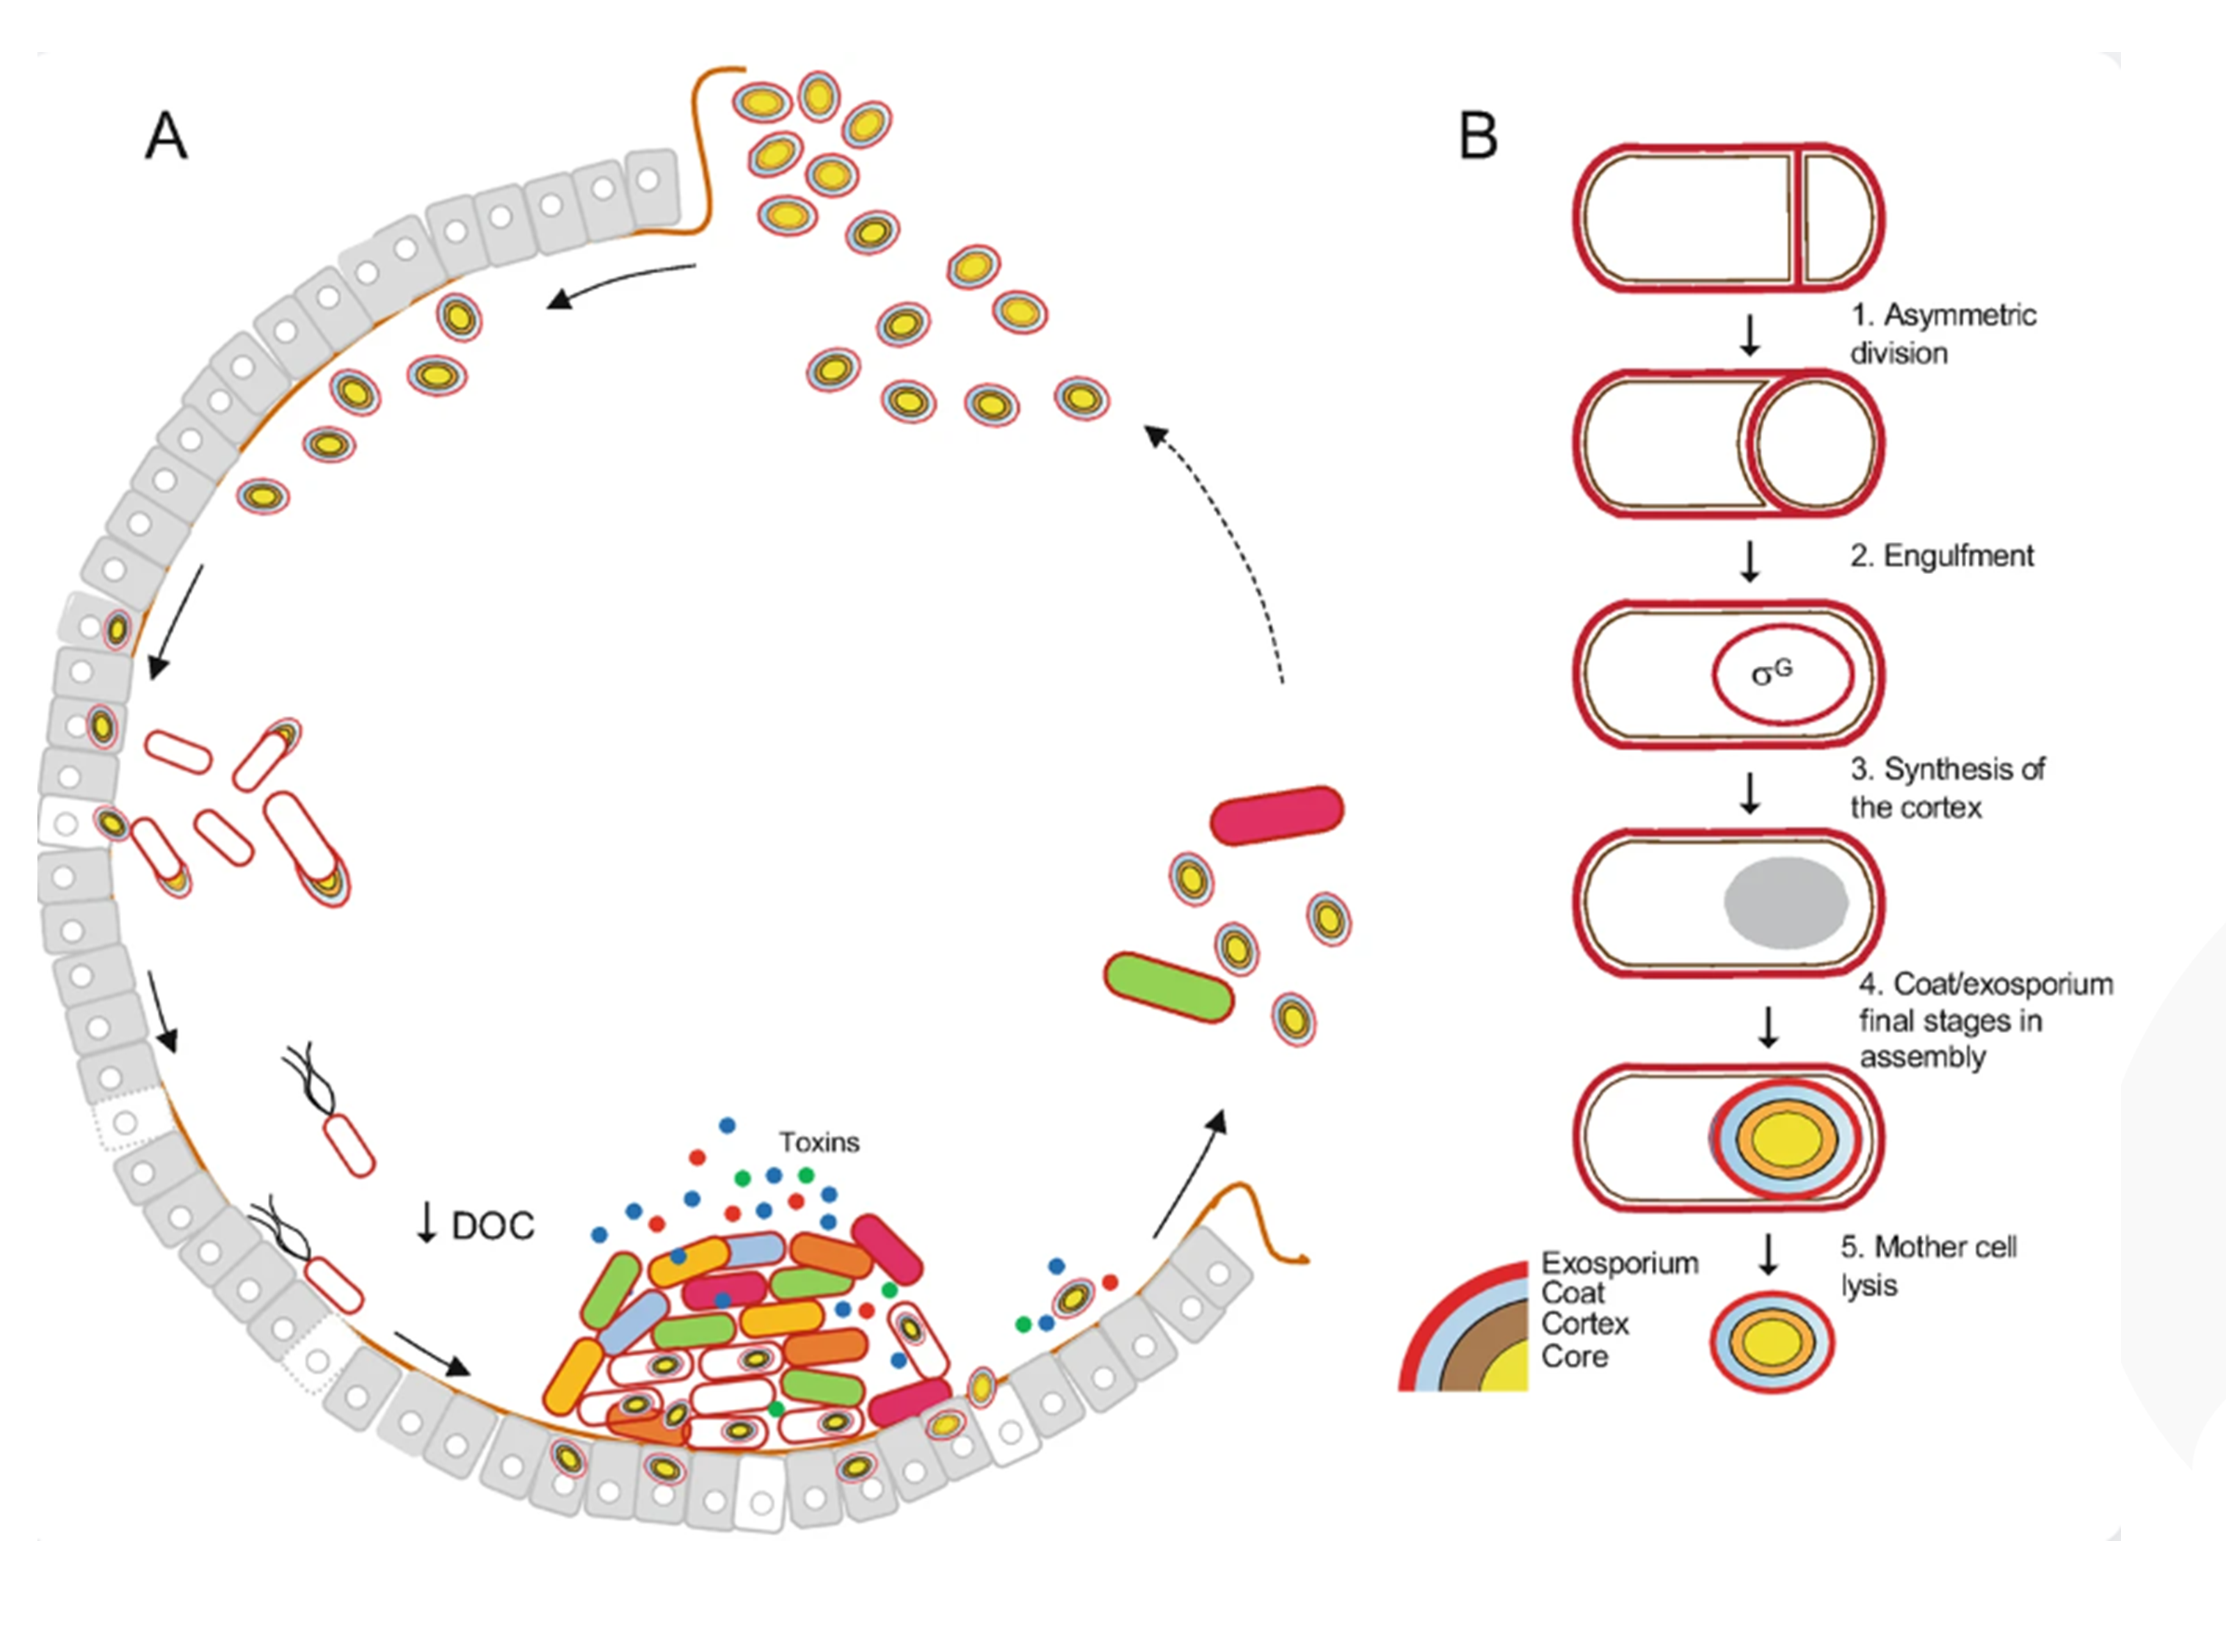 A
Toxins
↓ DOC
B
1. Asymmetric
division
2. Engulfment
σG
3. Synthesis of
the cortex
4. Coat/exosporium
final stages in
assembly
5. Mother cell
lysis
Exosporium
Coat
Cortex
Core